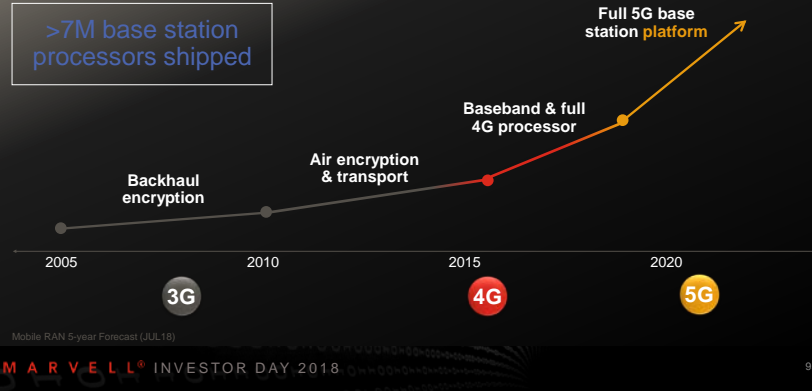 >7M base station
processors shipped
Full 5G base
station platform
Baseband & full
4G processor
Air encryption
& transport
Backhaul
encryption
2005
2010
2015
2020
3G
4G
5G
Mobile RAN 5-year Forecast (JUL18)
MARVELL® INVESTOR DAY 2018
9